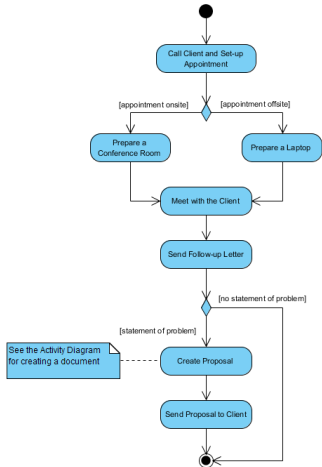 Call Client and Set-up
Appointment
[appointment onsite]
[appointment offsite]
Prepare a
Conference Room
Prepare a Laptop
Meet with the Client
Send Follow-up Letter
[no statement of problem]
[statement of problem]
See the Activity Diagram
for creating a document
Create Proposal
Send Proposal to Client